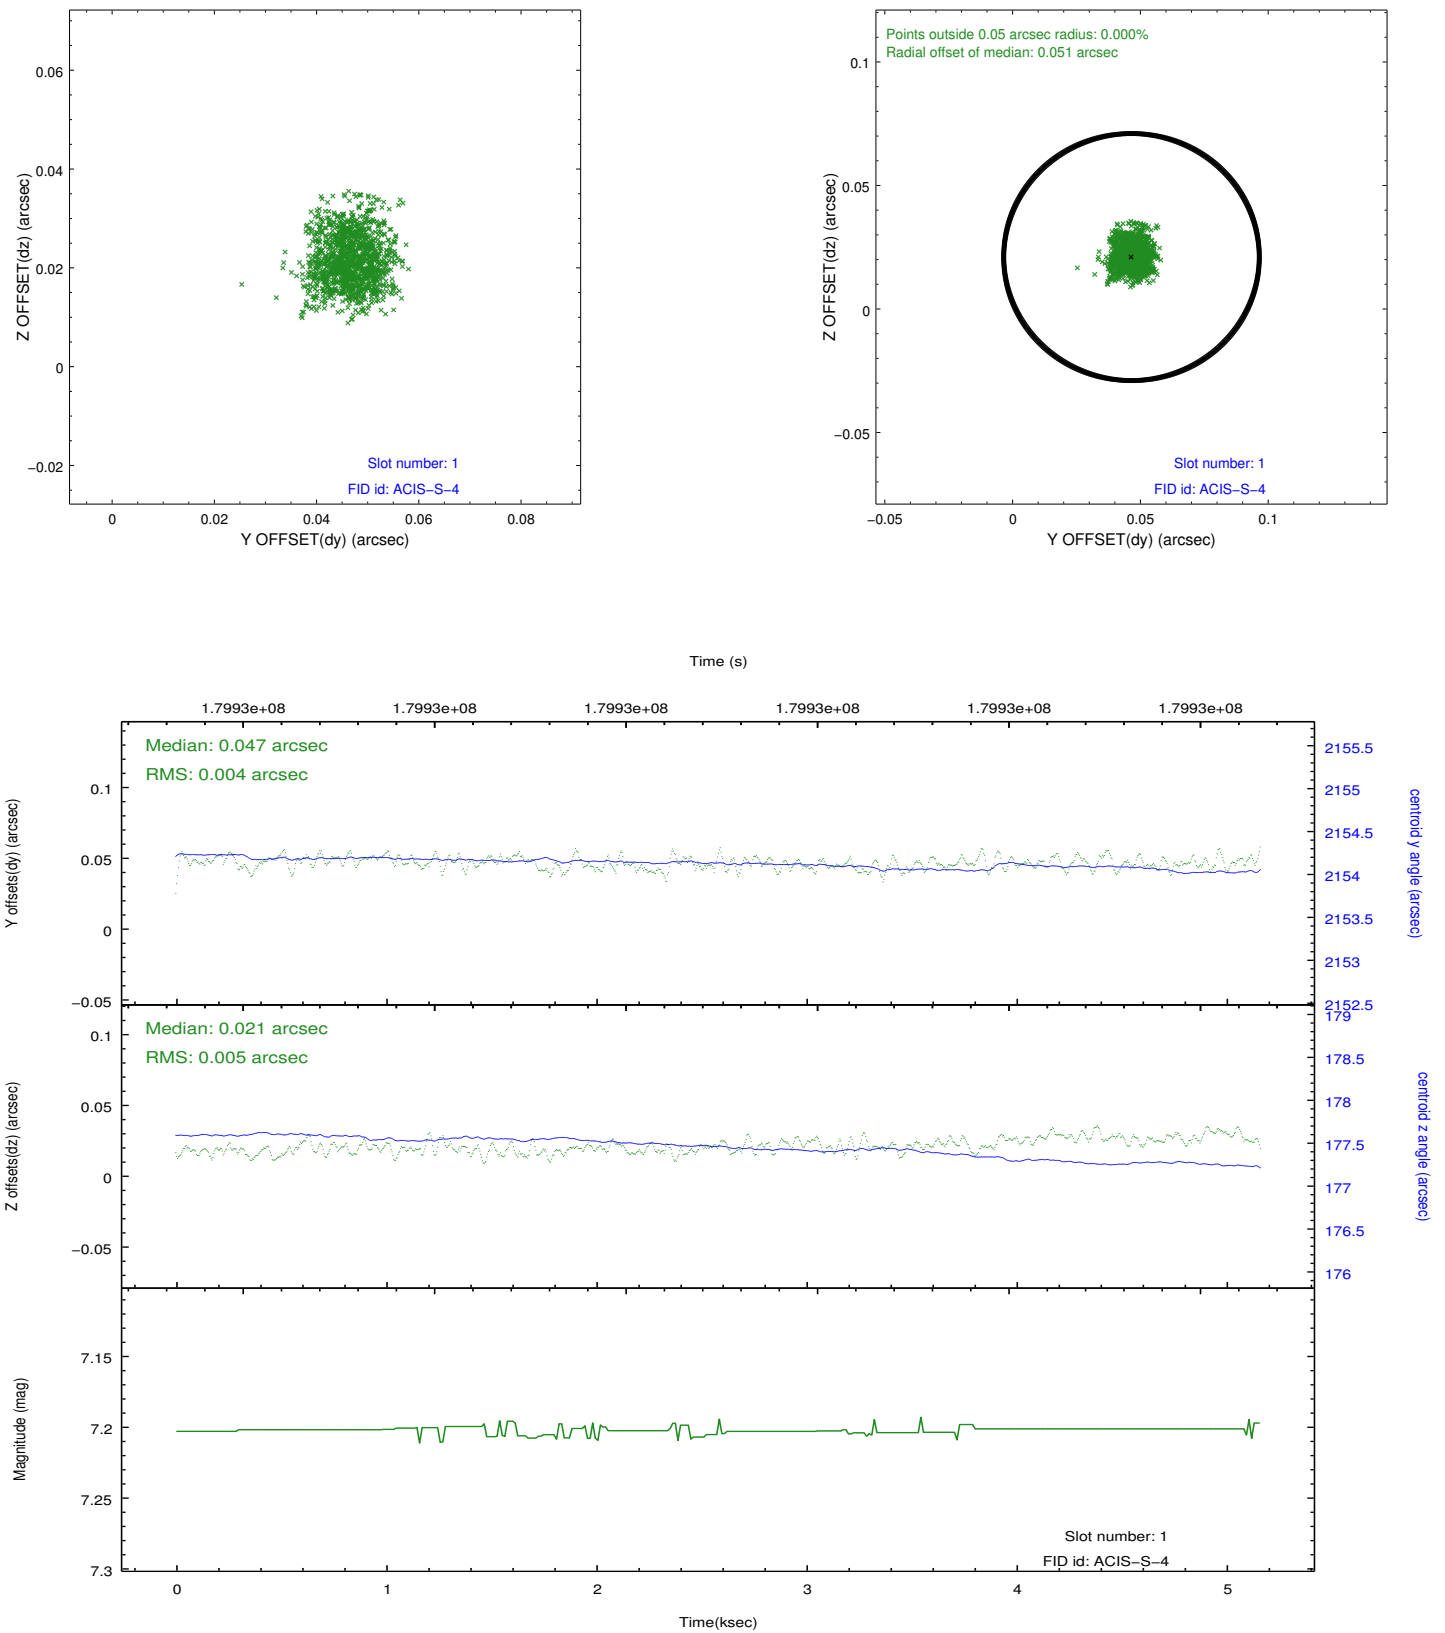 0.06
0.04
0.02
0
−0.02
Z OFFSET(dz) (arcsec)
Slot number: 1
FID id: ACIS−S−4
0
0.02
0.04
0.06
0.08
Y OFFSET(dy) (arcsec)
Points outside 0.05 arcsec radius: 0.000%
Radial offset of median: 0.051 arcsec
0.1
0.05
0
−0.05
Z OFFSET(dz) (arcsec)
Slot number: 1
FID id: ACIS−S−4
−0.05
0
0.05
0.1
Y OFFSET(dy) (arcsec)
Time (s)
1.7993e+08
1.7993e+08
1.7993e+08
1.7993e+08
1.7993e+08
1.7993e+08
Median: 0.047 arcsec
RMS: 0.004 arcsec
0.1
0.05
0
−0.05
Y offsets(dy) (arcsec)
2155.5
2155
2154.5
2154
2153.5
2153
2152.5
centroid y angle (arcsec)
Median: 0.021 arcsec
RMS: 0.005 arcsec
0.1
0.05
0
−0.05
Z offsets(dz) (arcsec)
179
178.5
178
177.5
177
176.5
176
centroid z angle (arcsec)
7.15
7.2
7.25
7.3
Magnitude (mag)
Slot number: 1
FID id: ACIS−S−4
0
1
2
3
4
5
Time(ksec)